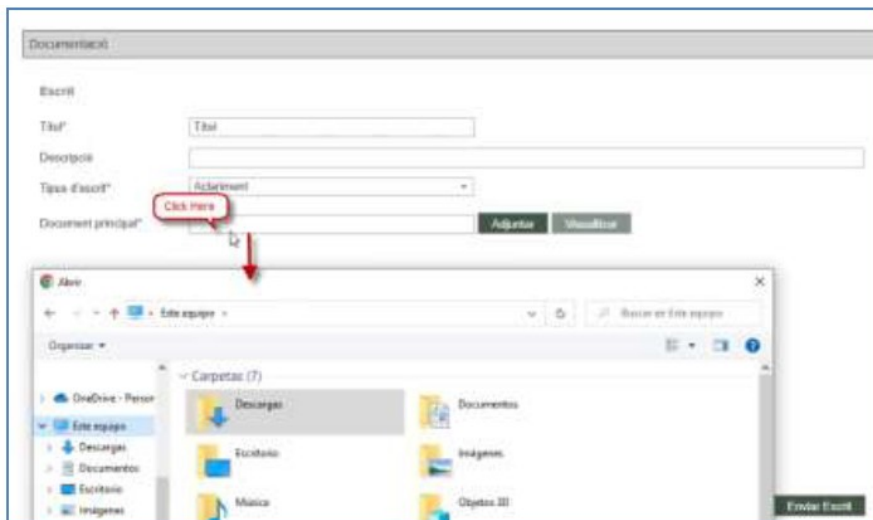 Documentació
Escrit
Títol* Títol
Descripció
Tipus d'escrit* Aclariment
Click Here
Document principal* Adjuntar Visualitzar
Abrir
Este equipo
Buscar en Este equipo
Organizar
Carpetas (7)
OneDrive - Person
Descargas Documentos
Este equipo
Descargas
Escritorio Imágenes
Documentos
Escritorio
Música Objetos 3D
Imágenes
Enviar Escrit